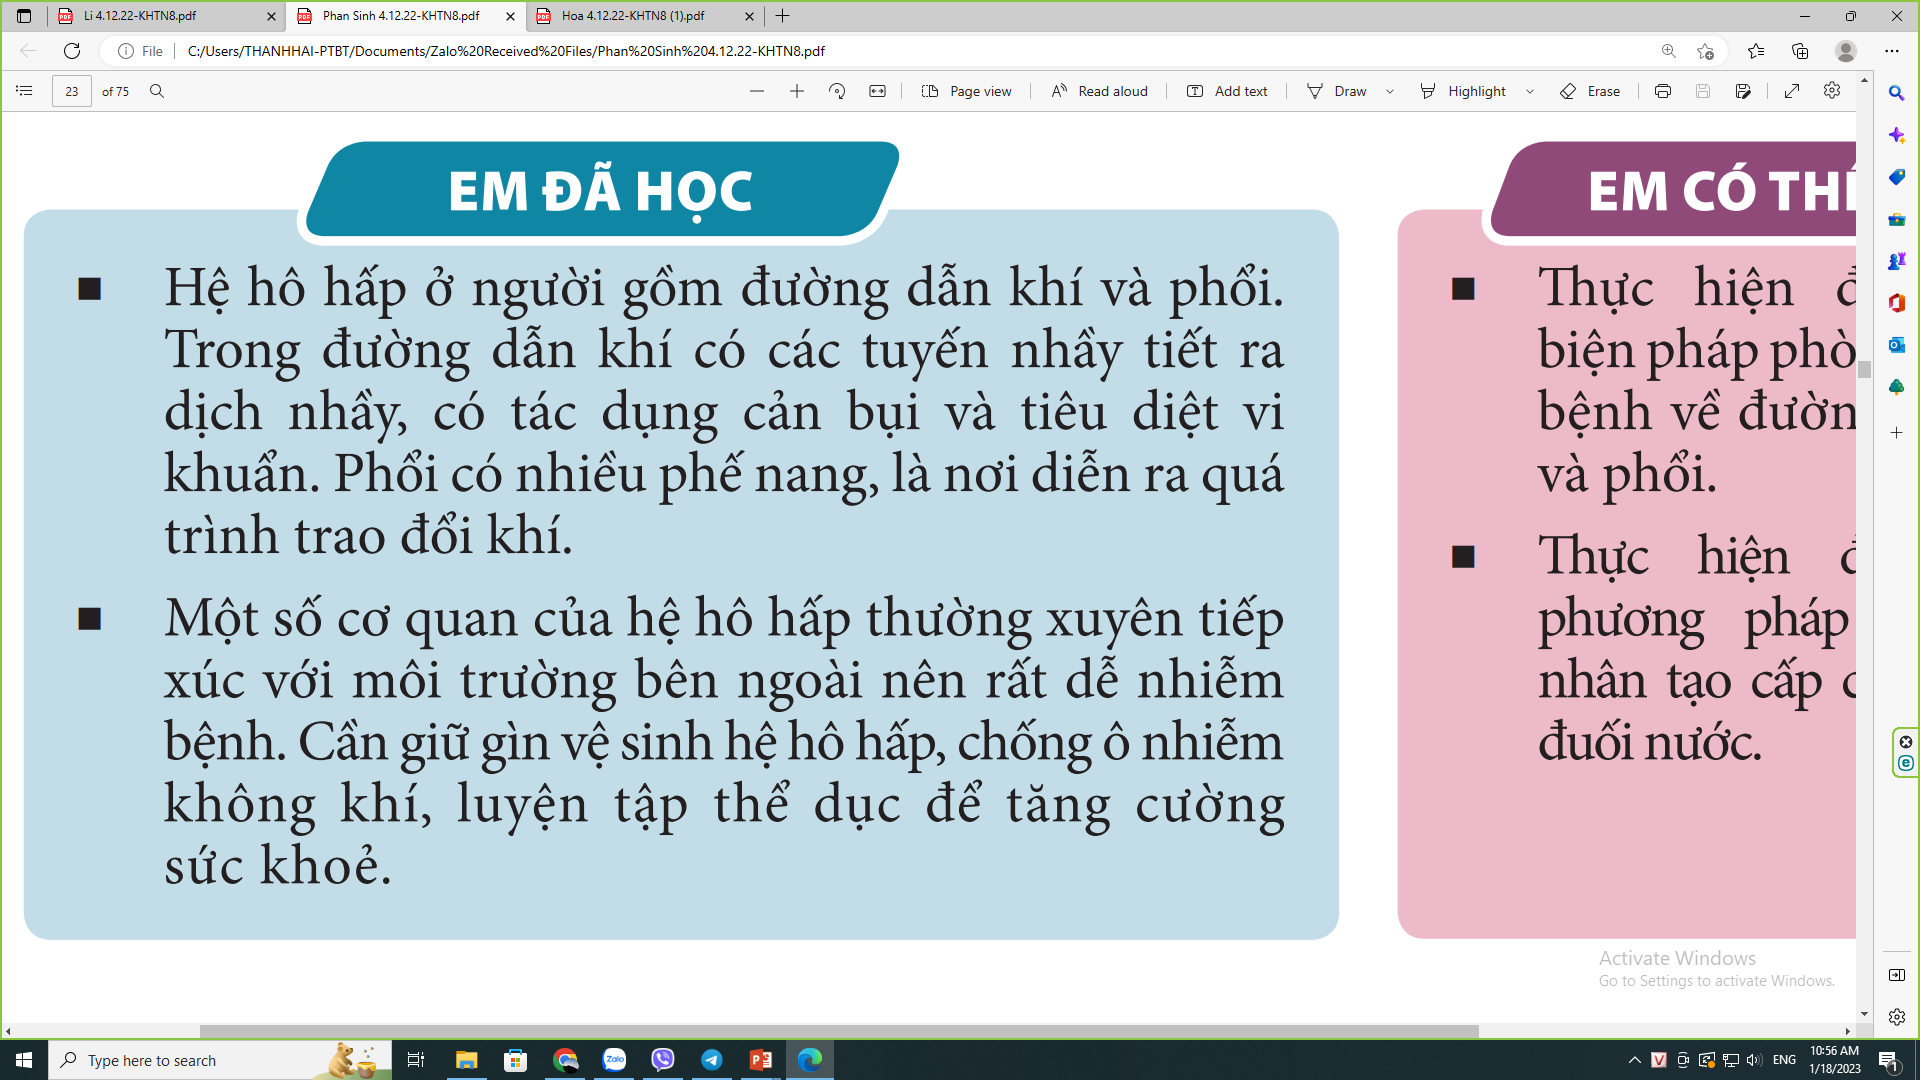 Li 4.12.22-KHTN8.pdf
Phan Sinh 4.12.22-KHTN8.pdf
Hoa 4.12.22-KHTN8 (1).pdf
File
C:/Users/THANHHAI-PTBT/Documents/Zalo%20Received%20Files/Phan%20Sinh%204.12.22-KHTN8.pdf
23 of 75
Page view
Read aloud
Add text
Draw
Highlight
Erase
EM ĐÃ HỌC
Hệ hô hấp ở người gồm đường dẫn khí và phổi.
Trong đường dẫn khí có các tuyến nhầy tiết ra
dịch nhầy, có tác dụng cản bụi và tiêu diệt vi
khuẩn. Phổi có nhiều phế nang, là nơi diễn ra quá
trình trao đổi khí.
Một số cơ quan của hệ hô hấp thường xuyên tiếp
xúc với môi trường bên ngoài nên rất dễ nhiễm
bệnh. Cần giữ gìn vệ sinh hệ hô hấp, chống ô nhiễm
không khí, luyện tập thể dục để tăng cường
sức khoẻ.
EM CÓ TH
Thực hiện đ
biện pháp phò
bệnh về đườn
và phổi.
Thực hiện đ
phương pháp
nhân tạo cấp c
đuối nước.
Activate Windows
Go to Settings to activate Windows.
Type here to search
Zalo
ENG
10:56 AM
1/18/2023
1